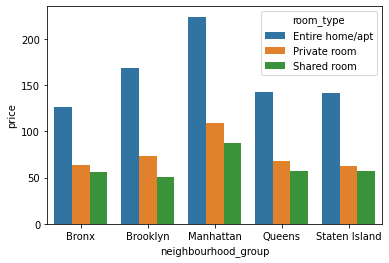 room_type
Entire home/apt
Private room
Shared room
price
200
150
100
50
0
Bronx Brooklyn Manhattan Queens Staten Island
neighbourhood_group